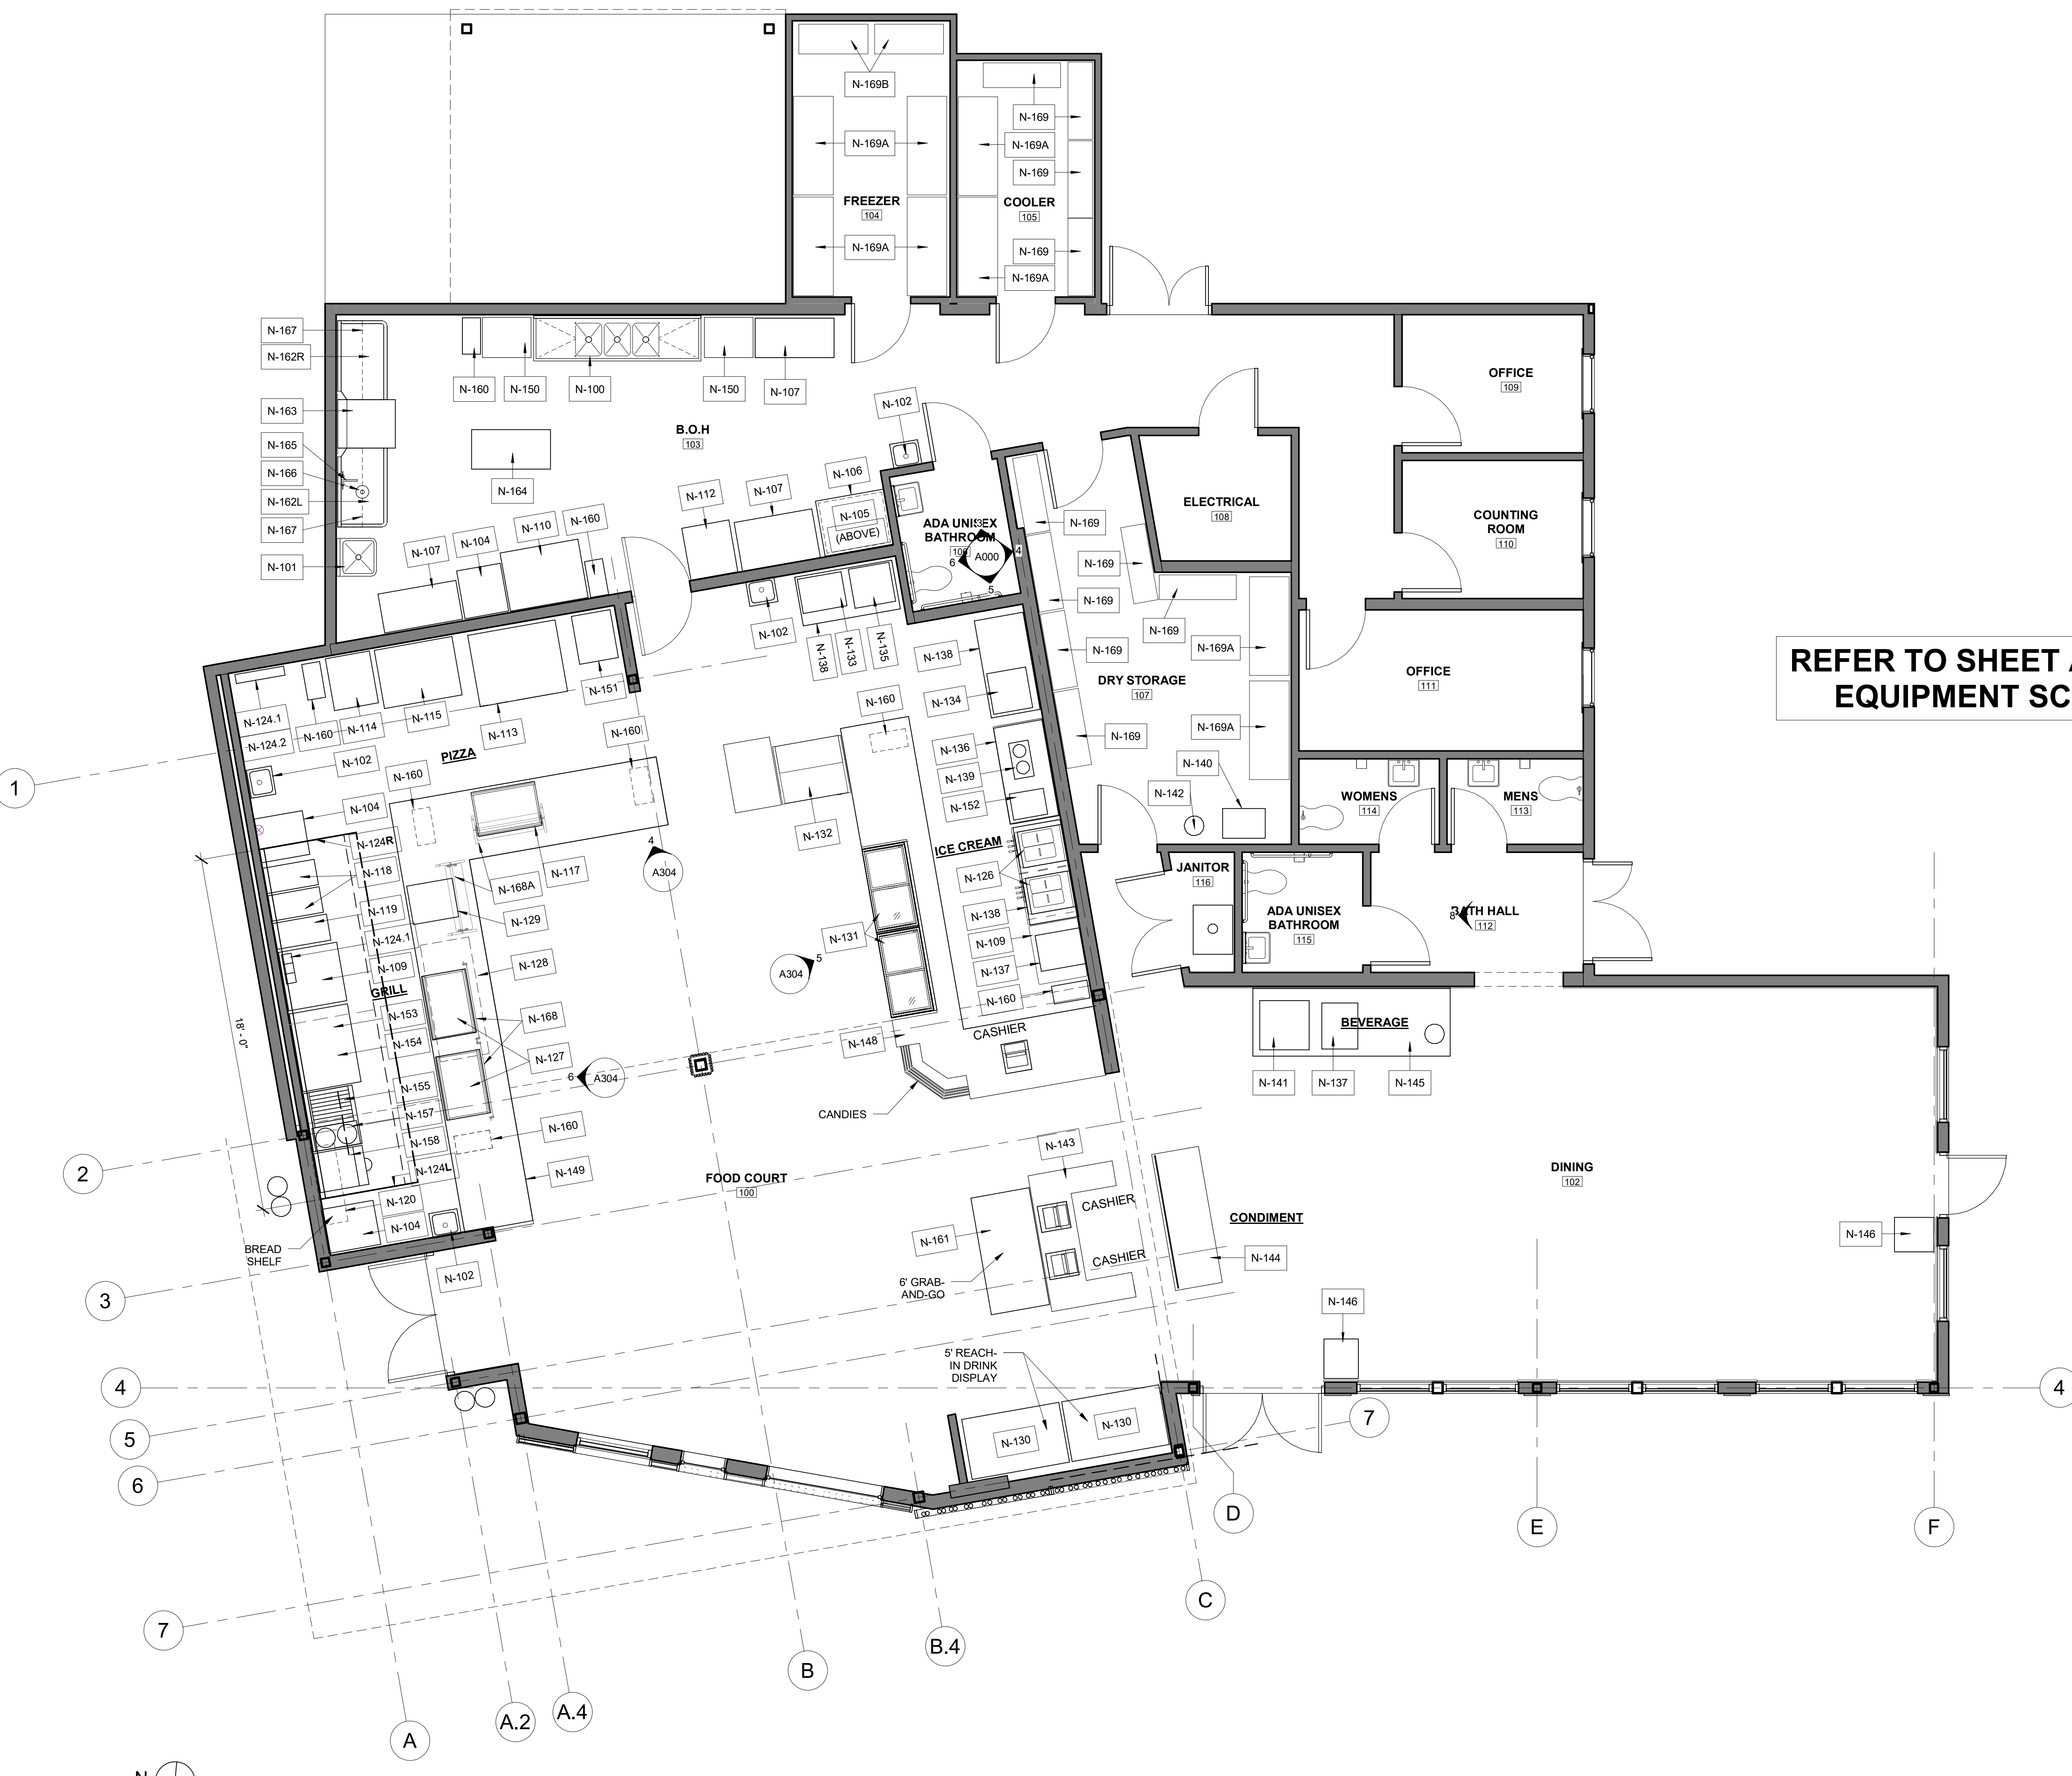 N-169B
N-169
N-169A
N-169A
N-169
FREEZER
104
COOLER
105
N-169A
N-169
N-169A
N-167
N-162R
N-163
N-165
N-166
N-162L
N-167
N-101
N-160
N-150
N-100
N-150
N-107
B.O.H
103
N-164
N-102
N-112
N-107
N-106
N-105
(ABOVE)
N-107
N-104
N-110
N-160
ADA UNISEX
BATHROOM
106
3
4
5
6
A000
OFFICE
109
ELECTRICAL
108
COUNTING
ROOM
110
OFFICE
111
REFER TO SHEET A
EQUIPMENT SC
N-169
N-169
N-169
N-169
N-169
N-169
N-169A
N-169A
DRY STORAGE
107
N-140
N-142
WOMENS
114
MENS
113
JANITOR
116
ADA UNISEX
BATHROOM
115
BATH HALL
112
8
N-102
N-138
N-133
N-135
N-138
N-134
N-160
N-136
N-139
N-152
ICE CREAM
N-126
N-138
N-109
N-137
N-160
CASHIER
N-132
N-131
N-148
CANDIES
5
A304
N-124.1
N-124.2
N-160
N-114
N-115
N-113
N-151
PIZZA
N-102
N-160
N-160
N-104
N-124R
N-118
N-119
N-124.1
N-109
GRILL
N-153
N-154
N-155
N-157
N-158
N-124L
N-120
N-104
N-102
N-117
N-168A
N-129
N-128
N-168
N-127
N-160
N-149
4
A304
6
A304
18' - 0"
BREAD
SHELF
BEVERAGE
N-141
N-137
N-145
FOOD COURT
100
DINING
102
N-143
CASHIER
CASHIER
N-161
6' GRAB-
AND-GO
CONDIMENT
N-144
N-146
N-146
5' REACH-
IN DRINK
DISPLAY
N-130
N-130
1
2
3
4
5
6
7
4
7
A
A.2
A.4
B
B.4
C
D
E
F
N